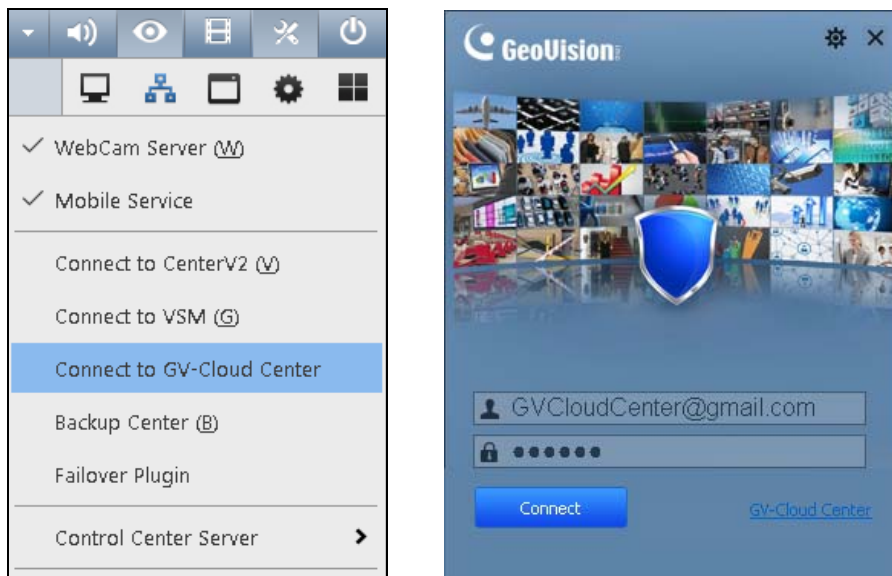 WebCam Server (W)
Mobile Service
Connect to CenterV2 (V)
Connect to VSM (G)
Connect to GV-Cloud Center
Backup Center (B)
Failover Plugin
Control Center Server
GeoVision
GVCloudCenter@gmail.com
Connect
GV-Cloud Center